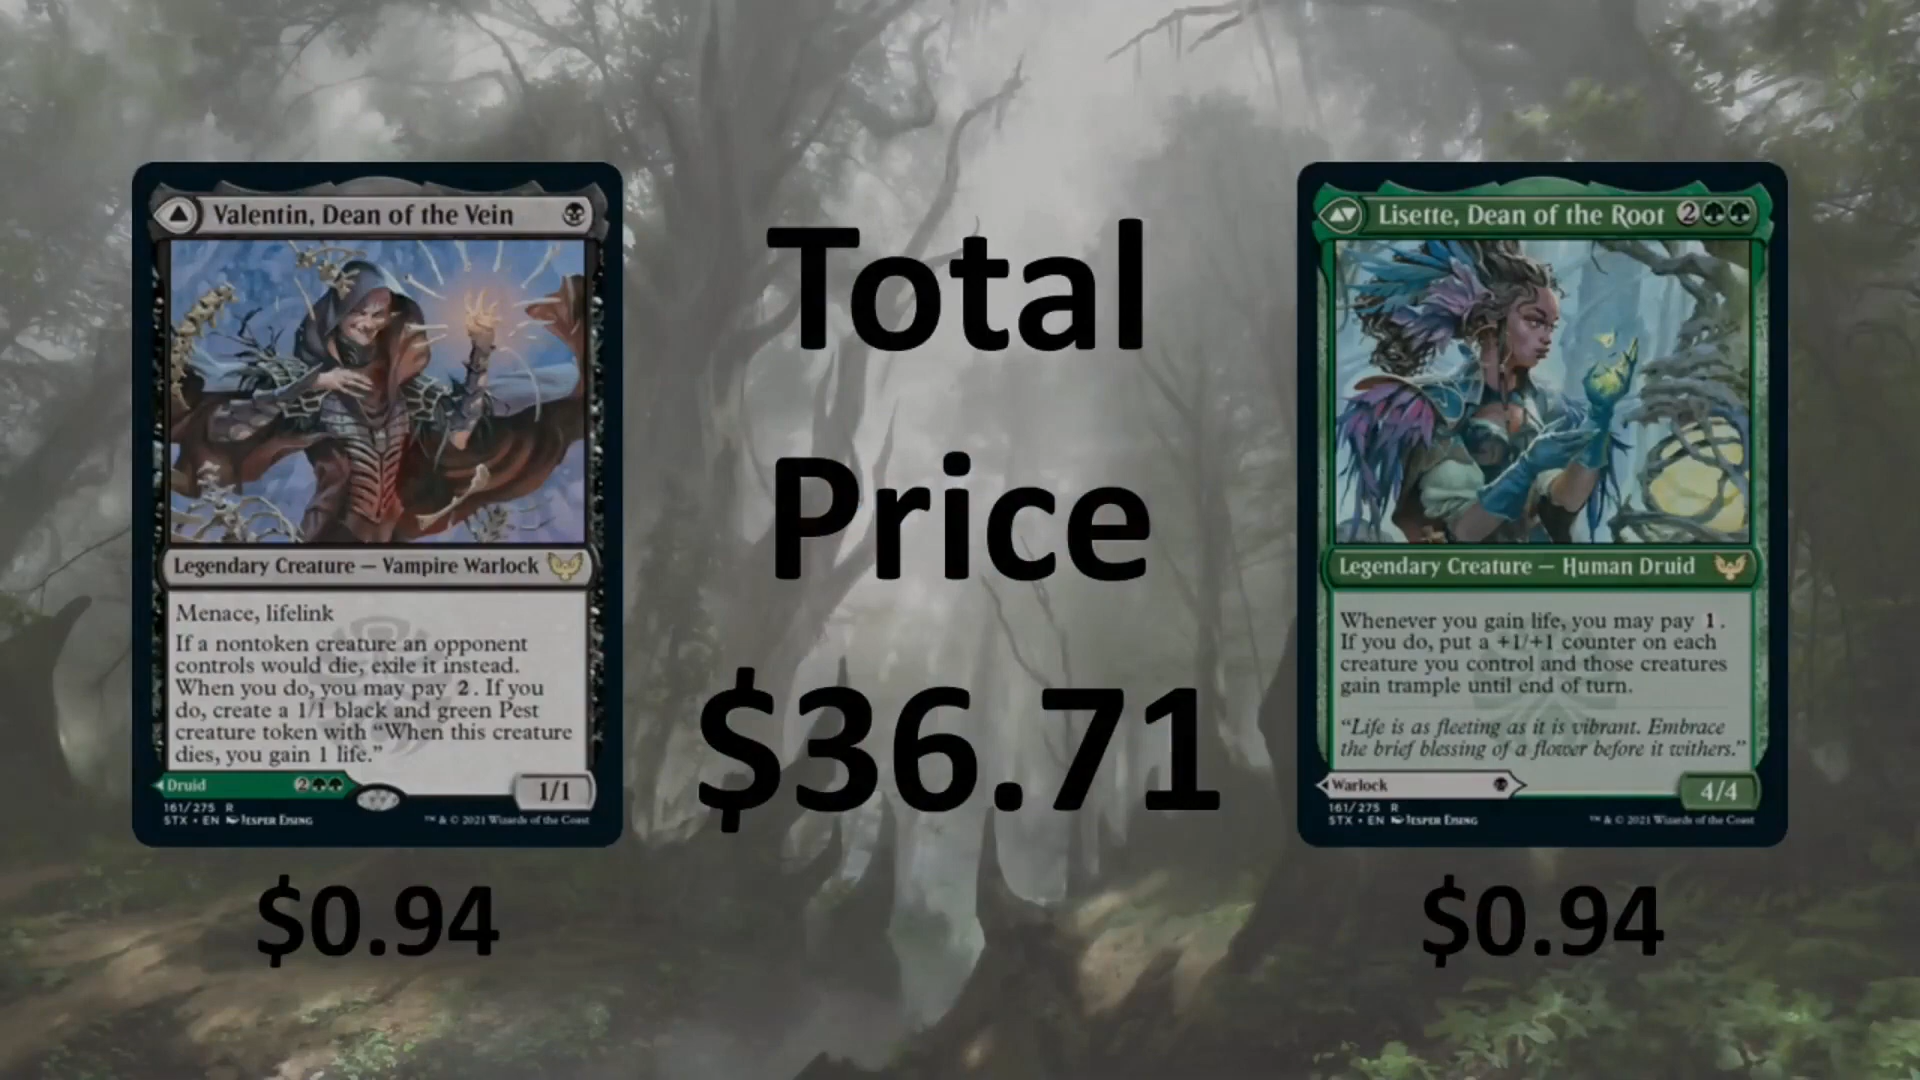 Valentin, Dean of the Vein
Legendary Creature — Vampire Warlock
Menace, lifelink
If a nontoken creature an opponent
controls would die, exile it instead.
When you do, you may pay 2. If you
do, create a 1/1 black and green Pest
creature token with “When this creature
dies, you gain 1 life.”
Druid 2
1/1
161/275 R
STX • EN JESPER EJSING
™ & © 2021 Wizards of the Coast
$0.94
Total
Price
$36.71
Lisette, Dean of the Root 2
Legendary Creature — Human Druid
Whenever you gain life, you may pay 1.
If you do, put a +1/+1 counter on each
creature you control and those creatures
gain trample until end of turn.
“Life is as fleeting as it is vibrant. Embrace
the brief blessing of a flower before it withers.”
Warlock
4/4
161/275 R
STX • EN JESPER EJSING
™ & © 2021 Wizards of the Coast
$0.94